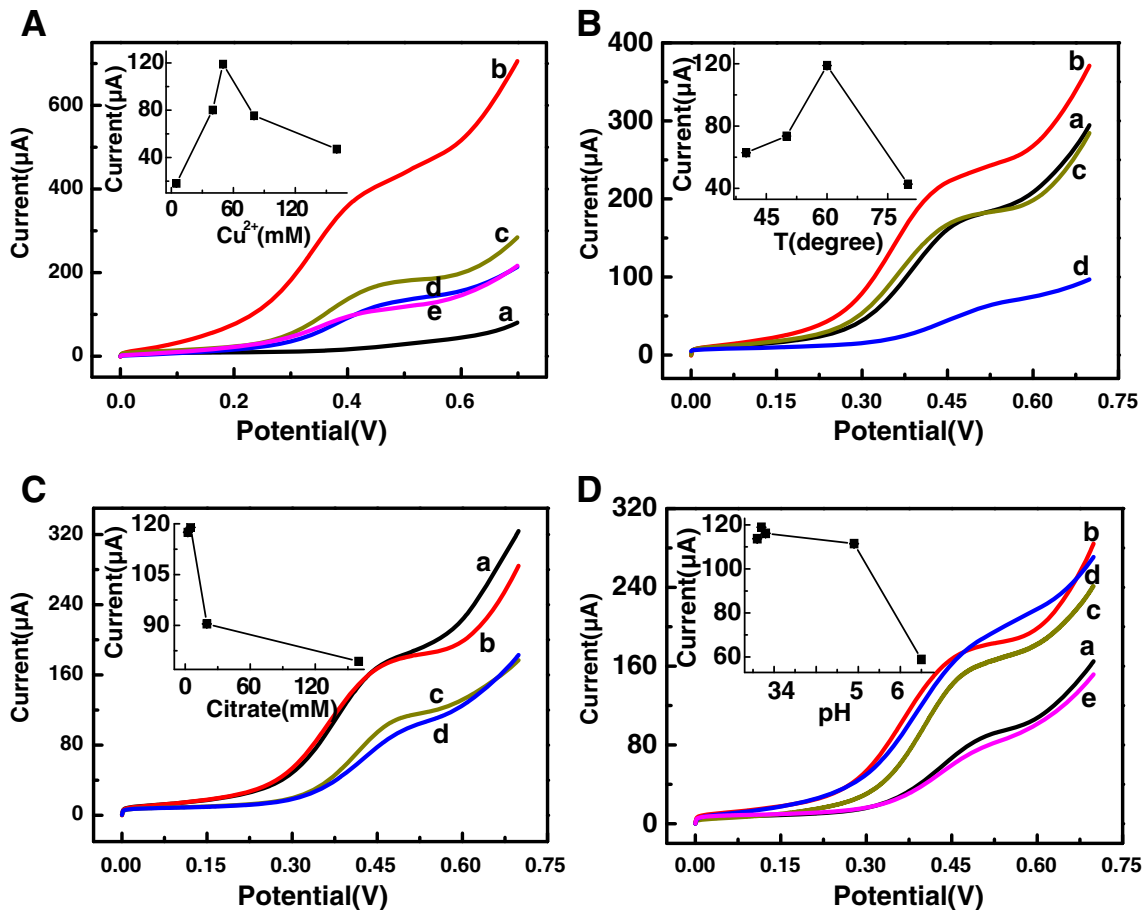 A
Current(µA)
600
400
200
0
0.0 0.2 0.4 0.6
Potential(V)
b
c
d
e
a
Current(µA)
120
80
40
0 60 120
Cu²⁺(mM)
B
Current(µA)
400
300
200
100
0
0.00 0.15 0.30 0.45 0.60 0.75
Potential(V)
b
a
c
d
Current(µA)
120
80
40
45 60 75
T(degree)
C
Current(µA)
320
240
160
80
0
0.00 0.15 0.30 0.45 0.60 0.75
Potential(V)
a
b
c
d
Current(µA)
120
105
90
0 60 120
Citrate(mM)
D
Current(µA)
320
240
160
80
0
0.00 0.15 0.30 0.45 0.60 0.75
Potential(V)
b
d
c
a
e
Current(µA)
120
100
80
60
34 5 6
pH